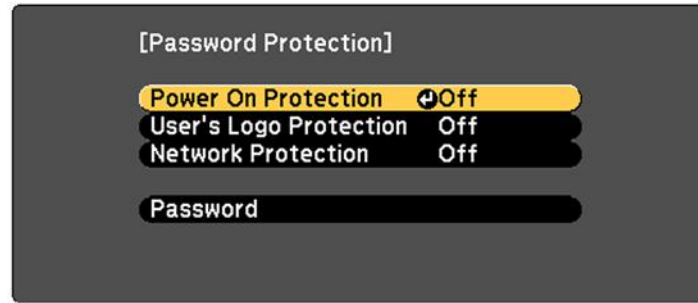 [Password Protection]
Power On Protection Off
User's Logo Protection Off
Network Protection Off
Password